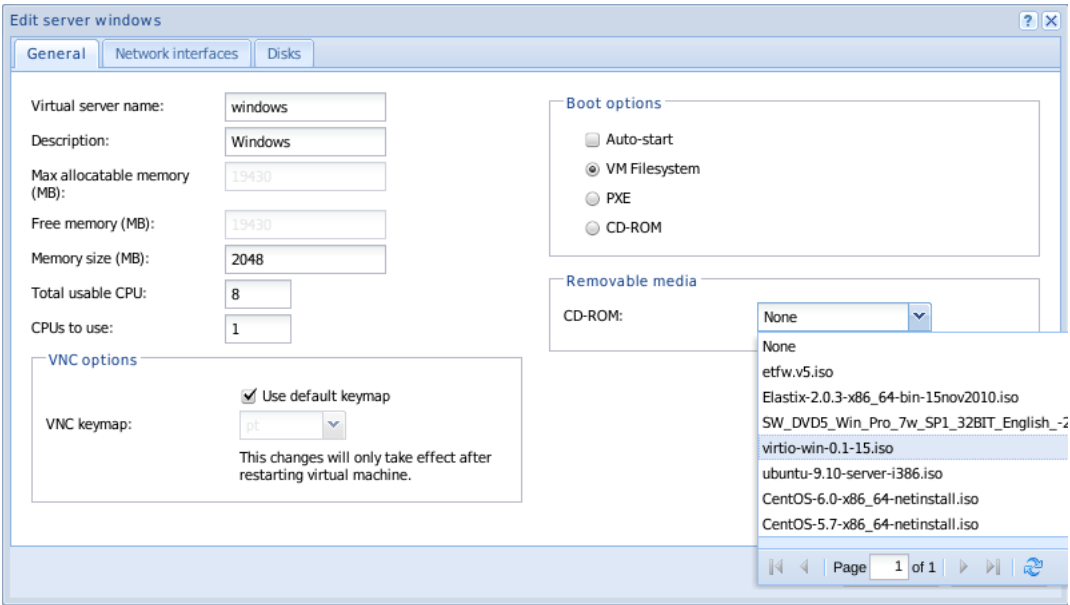 Edit server windows
General
Network interfaces
Disks
Virtual server name:
windows
Description:
Windows
Max allocatable memory
(MB):
19430
Free memory (MB):
19430
Memory size (MB):
2048
Total usable CPU:
8
CPUs to use:
1
VNC options
Use default keymap
VNC keymap:
pt
This changes will only take effect after
restarting virtual machine.
Boot options
Auto-start
VM Filesystem
PXE
CD-ROM
Removable media
CD-ROM:
None
None
etfw.v5.iso
Elastix-2.0.3-x86_64-bin-15nov2010.iso
SW_DVD5_Win_Pro_7w_SP1_32BIT_English_-2
virtio-win-0.1-15.iso
ubuntu-9.10-server-i386.iso
CentOS-6.0-x86_64-netinstall.iso
CentOS-5.7-x86_64-netinstall.iso
Page 1 of 1